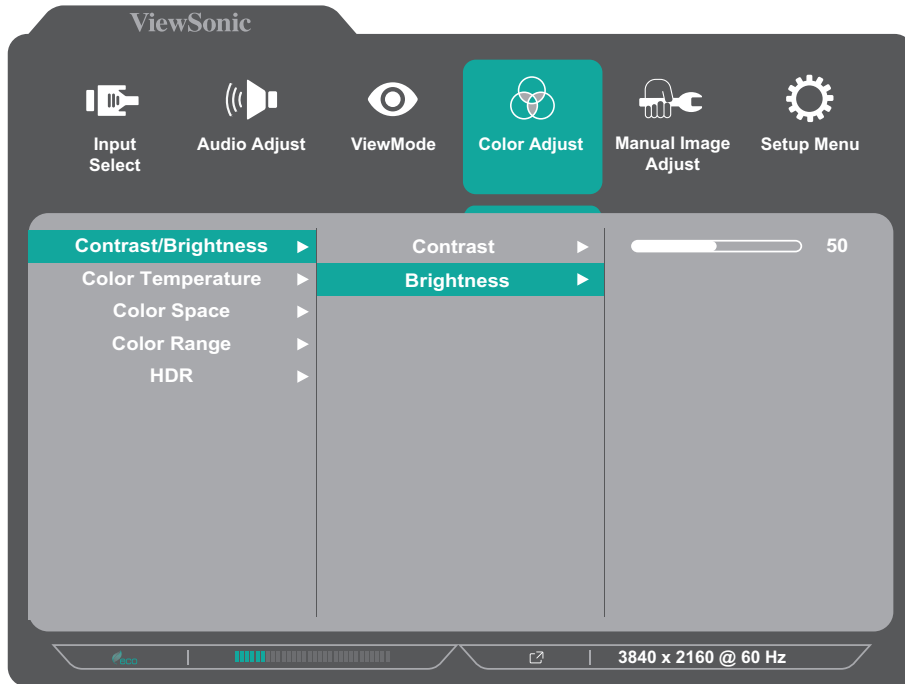 ViewSonic
Input Select
Audio Adjust
ViewMode
Color Adjust
Manual Image Adjust
Setup Menu
Contrast/Brightness
Contrast
50
Color Temperature
Brightness
Color Space
Color Range
HDR
eco
3840 x 2160 @ 60 Hz